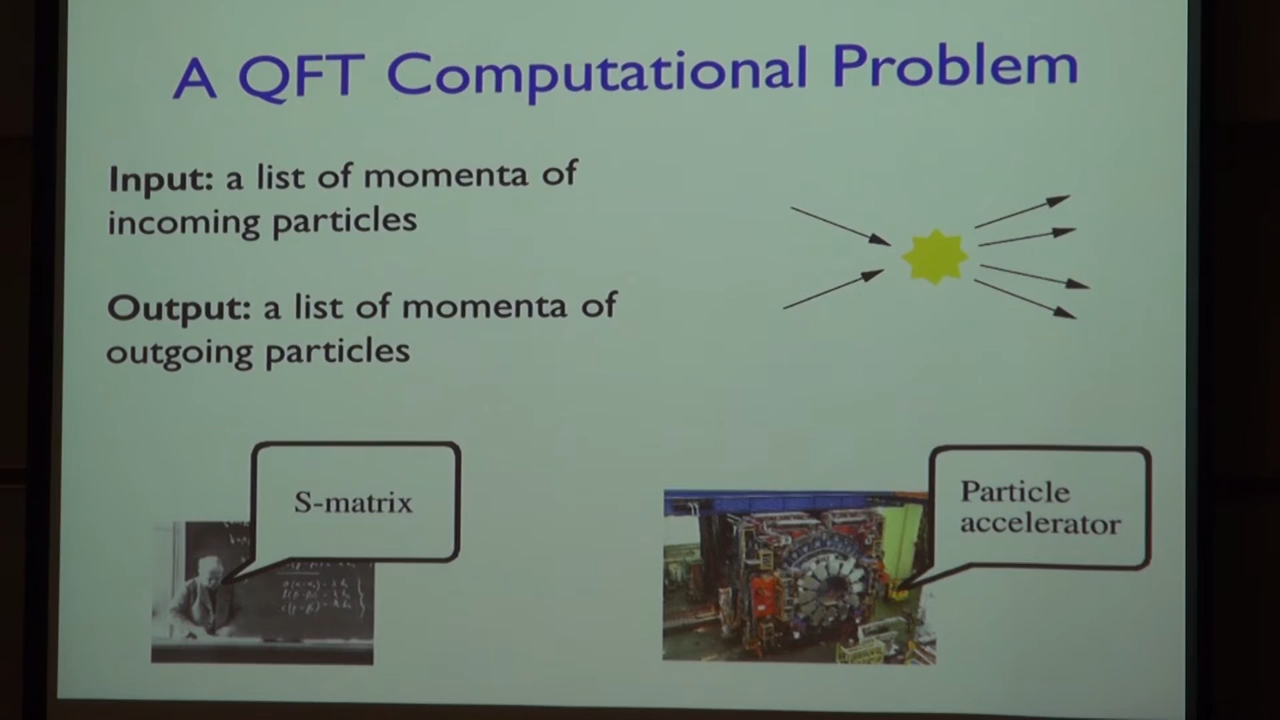 A QFT Computational Problem
Input: a list of momenta of
incoming particles
Output: a list of momenta of
outgoing particles
S-matrix
Particle
accelerator